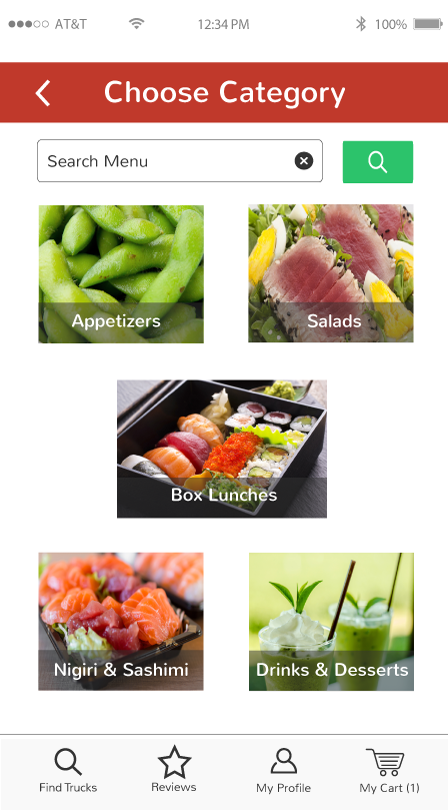 AT&T 12:34 PM 100%
Choose Category
Search Menu
Appetizers
Salads
Box Lunches
Nigiri & Sashimi
Drinks & Desserts
Find Trucks
Reviews
My Profile
My Cart (1)